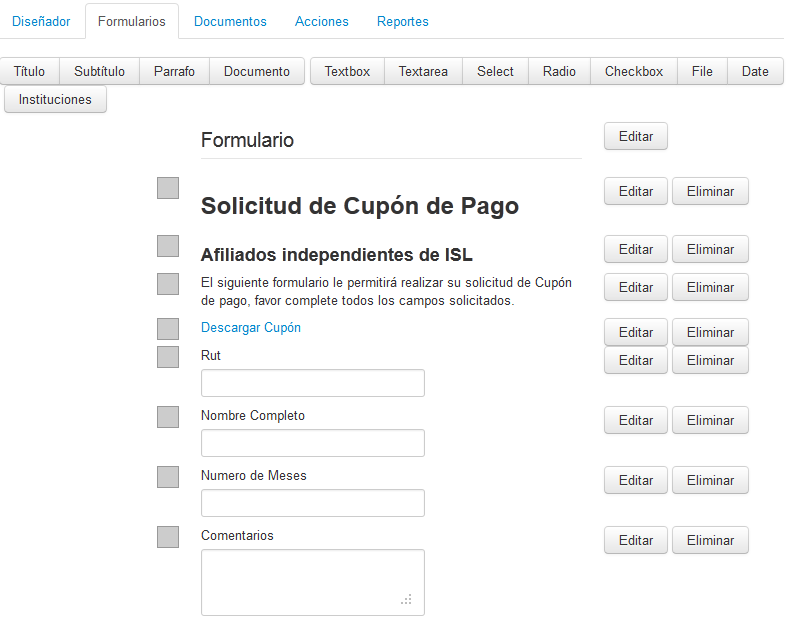 Diseñador Formularios Documentos Acciones Reportes
Título Subtítulo Parrafo Documento Textbox Textarea Select Radio Checkbox File Date
Instituciones
Formulario Editar
Solicitud de Cupón de Pago Editar Eliminar
Afiliados independientes de ISL Editar Eliminar
El siguiente formulario le permitirá realizar su solicitud de Cupón Editar Eliminar
de pago, favor complete todos los campos solicitados.
Descargar Cupón Editar Eliminar
Rut Editar Eliminar
Nombre Completo Editar Eliminar
Numero de Meses Editar Eliminar
Comentarios Editar Eliminar